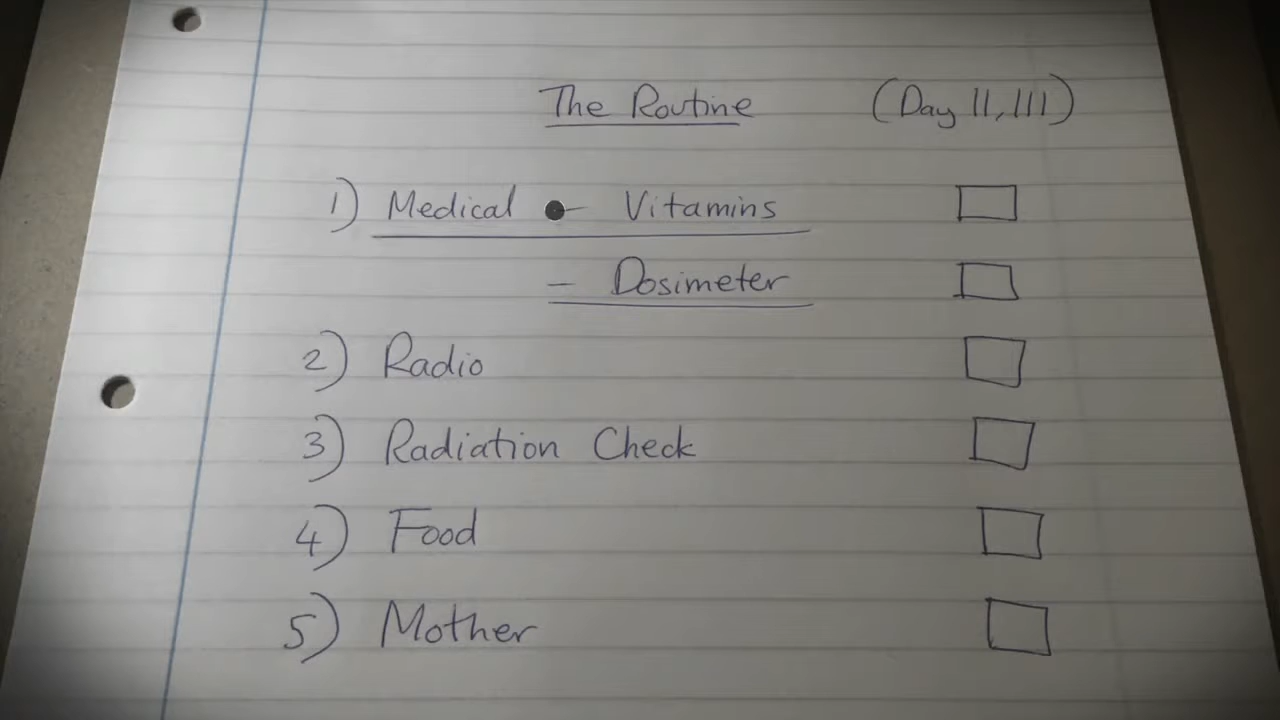 The Routine (Day 11,111)
1) Medical - Vitamins
- Dosimeter
2) Radio
3) Radiation Check
4) Food
5) Mother